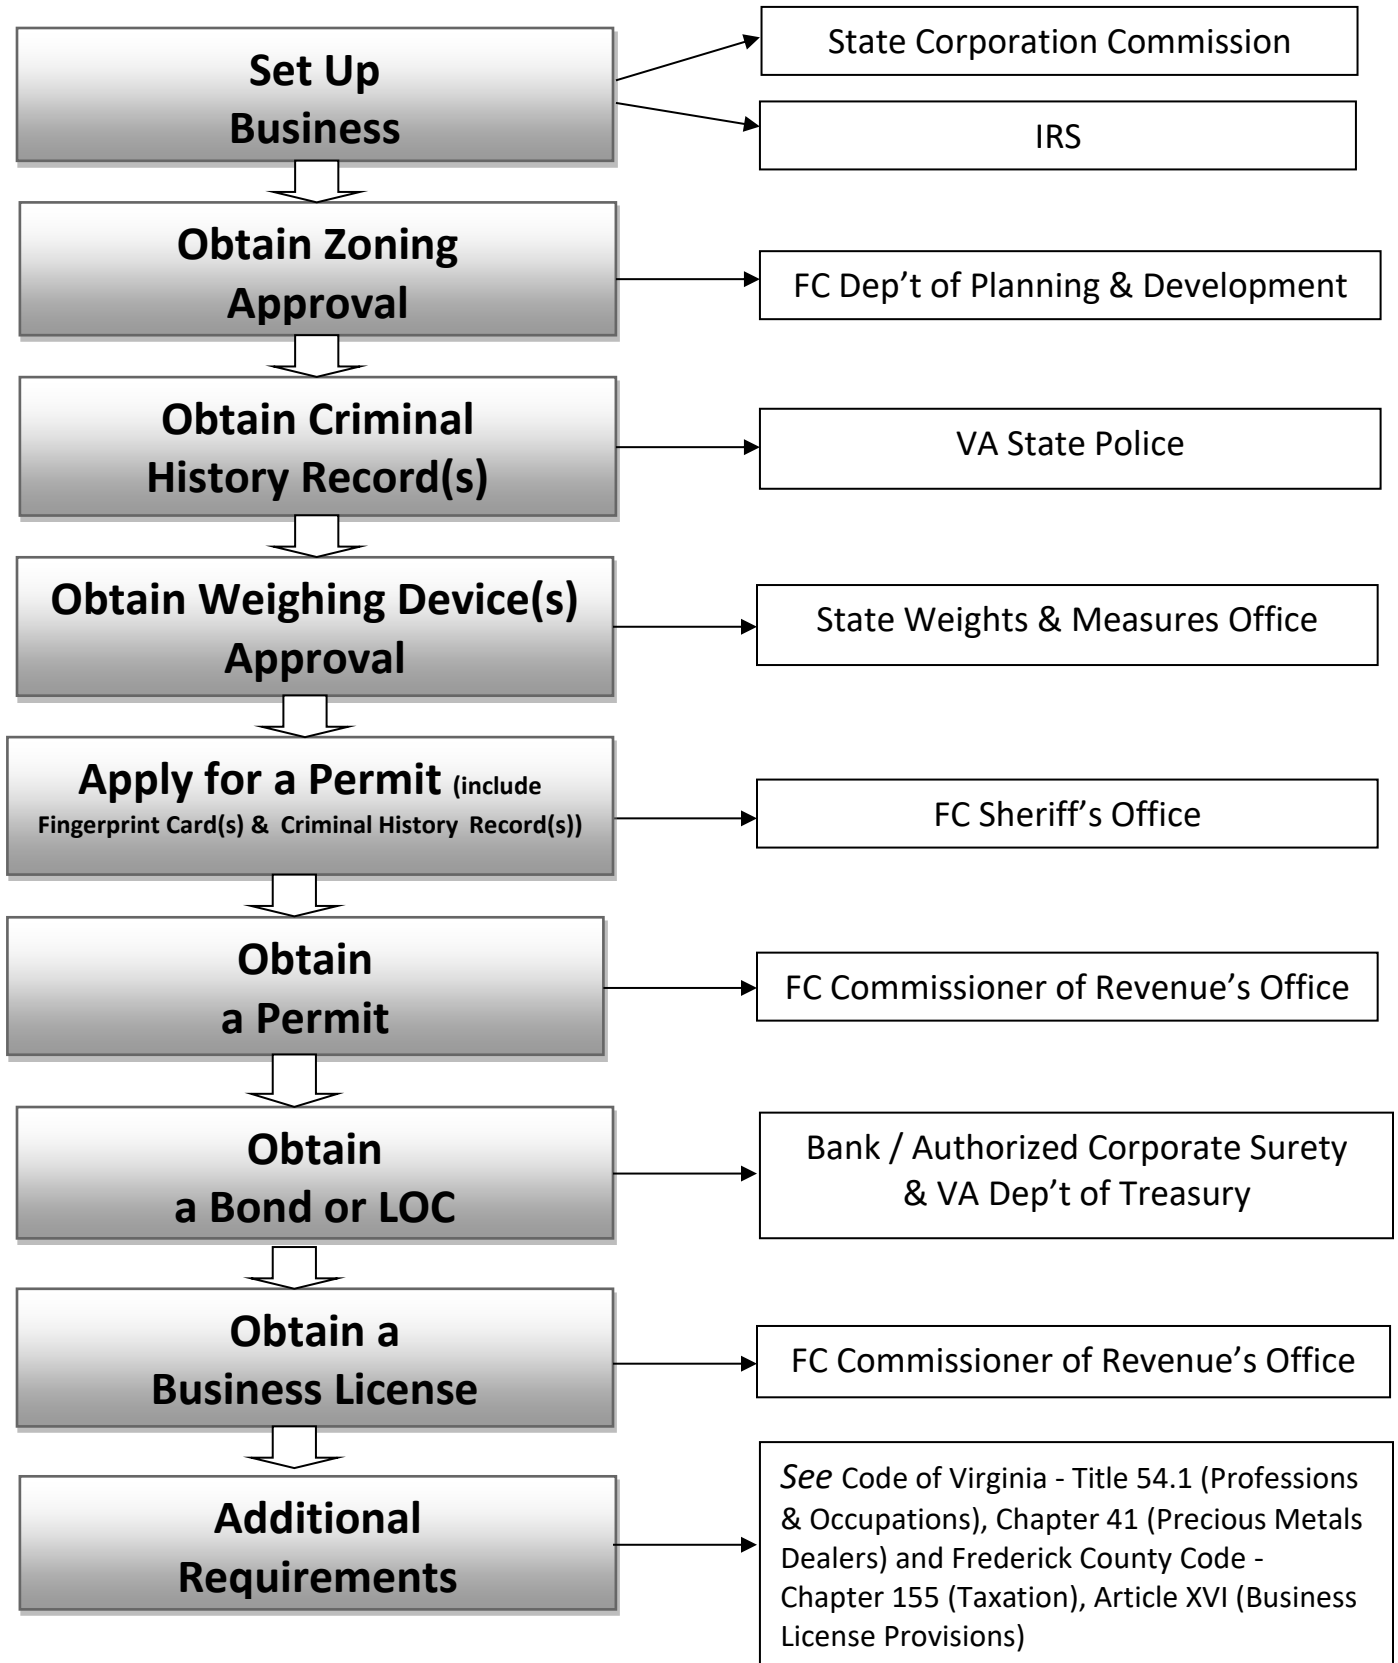 Set Up
Business
State Corporation Commission
IRS
Obtain Zoning
Approval
FC Dep’t of Planning & Development
Obtain Criminal
History Record(s)
VA State Police
Obtain Weighing Device(s)
Approval
State Weights & Measures Office
Apply for a Permit (include
Fingerprint Card(s) & Criminal History Record(s))
FC Sheriff’s Office
Obtain
a Permit
FC Commissioner of Revenue’s Office
Obtain
a Bond or LOC
Bank / Authorized Corporate Surety
& VA Dep’t of Treasury
Obtain a
Business License
FC Commissioner of Revenue’s Office
Additional
Requirements
See Code of Virginia - Title 54.1 (Professions
& Occupations), Chapter 41 (Precious Metals
Dealers) and Frederick County Code -
Chapter 155 (Taxation), Article XVI (Business
License Provisions)